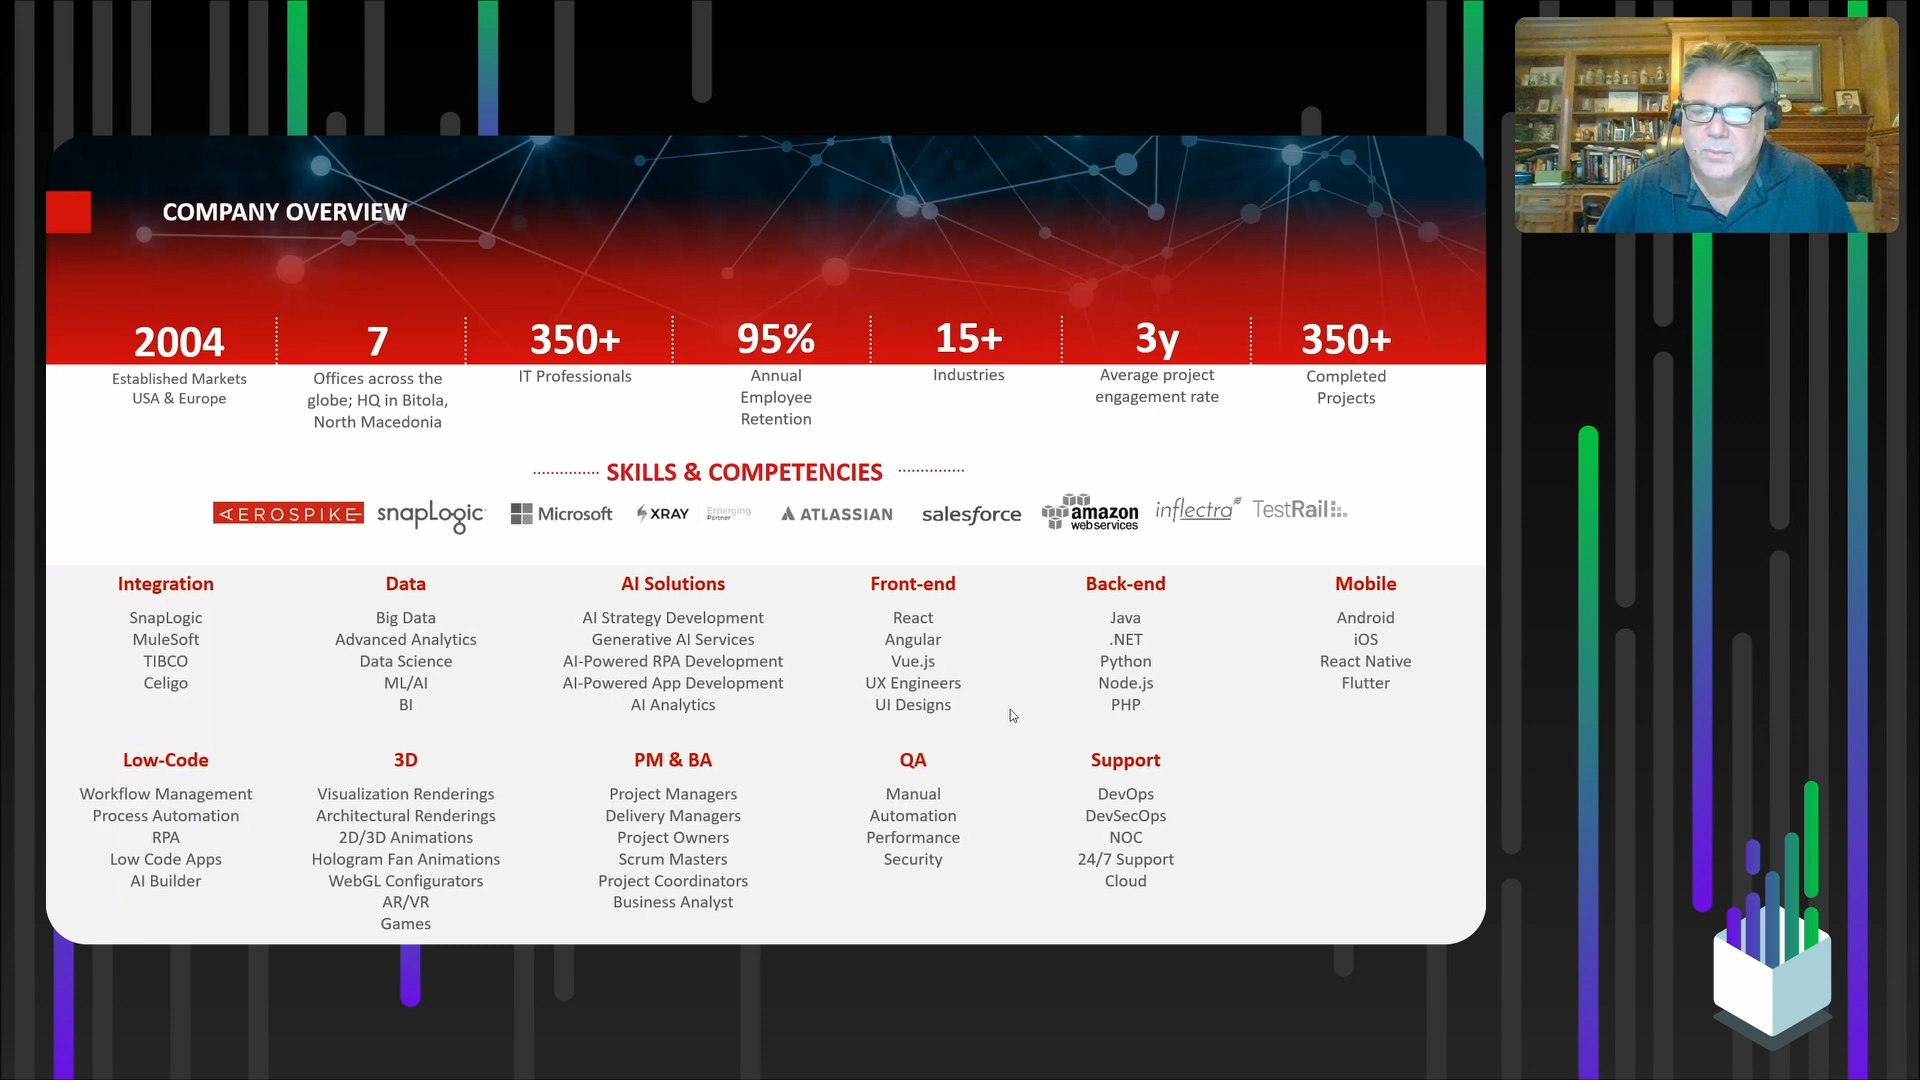 COMPANY OVERVIEW
2004
Established Markets
USA & Europe
7
Offices across the
globe; HQ in Bitola,
North Macedonia
350+
IT Professionals
95%
Annual
Employee
Retention
15+
Industries
3y
Average project
engagement rate
350+
Completed
Projects
SKILLS & COMPETENCIES
AEROSPIKE
snapLogic
Microsoft
XRAY
Emerging
Partner
ATLASSIAN
salesforce
amazon
web services
inflectra
TestRail
Integration
SnapLogic
MuleSoft
TIBCO
Celigo
Data
Big Data
Advanced Analytics
Data Science
ML/AI
BI
AI Solutions
AI Strategy Development
Generative AI Services
AI-Powered RPA Development
AI-Powered App Development
AI Analytics
Front-end
React
Angular
Vue.js
UX Engineers
UI Designs
Back-end
Java
.NET
Python
Node.js
PHP
Mobile
Android
iOS
React Native
Flutter
Low-Code
Workflow Management
Process Automation
RPA
Low Code Apps
AI Builder
3D
Visualization Renderings
Architectural Renderings
2D/3D Animations
Hologram Fan Animations
WebGL Configurators
AR/VR
Games
PM & BA
Project Managers
Delivery Managers
Project Owners
Scrum Masters
Project Coordinators
Business Analyst
QA
Manual
Automation
Performance
Security
Support
DevOps
DevSecOps
NOC
24/7 Support
Cloud